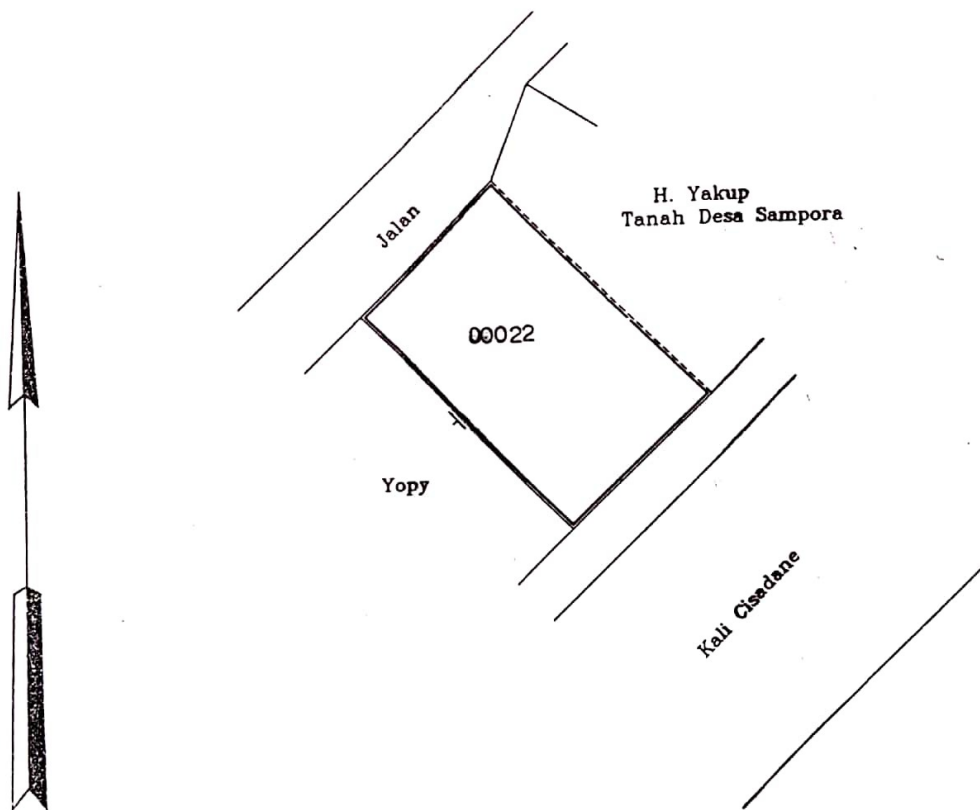 H. Yakup
Tanah Desa Sampora
Jalan
00022
Yopy
Kali Cisadane